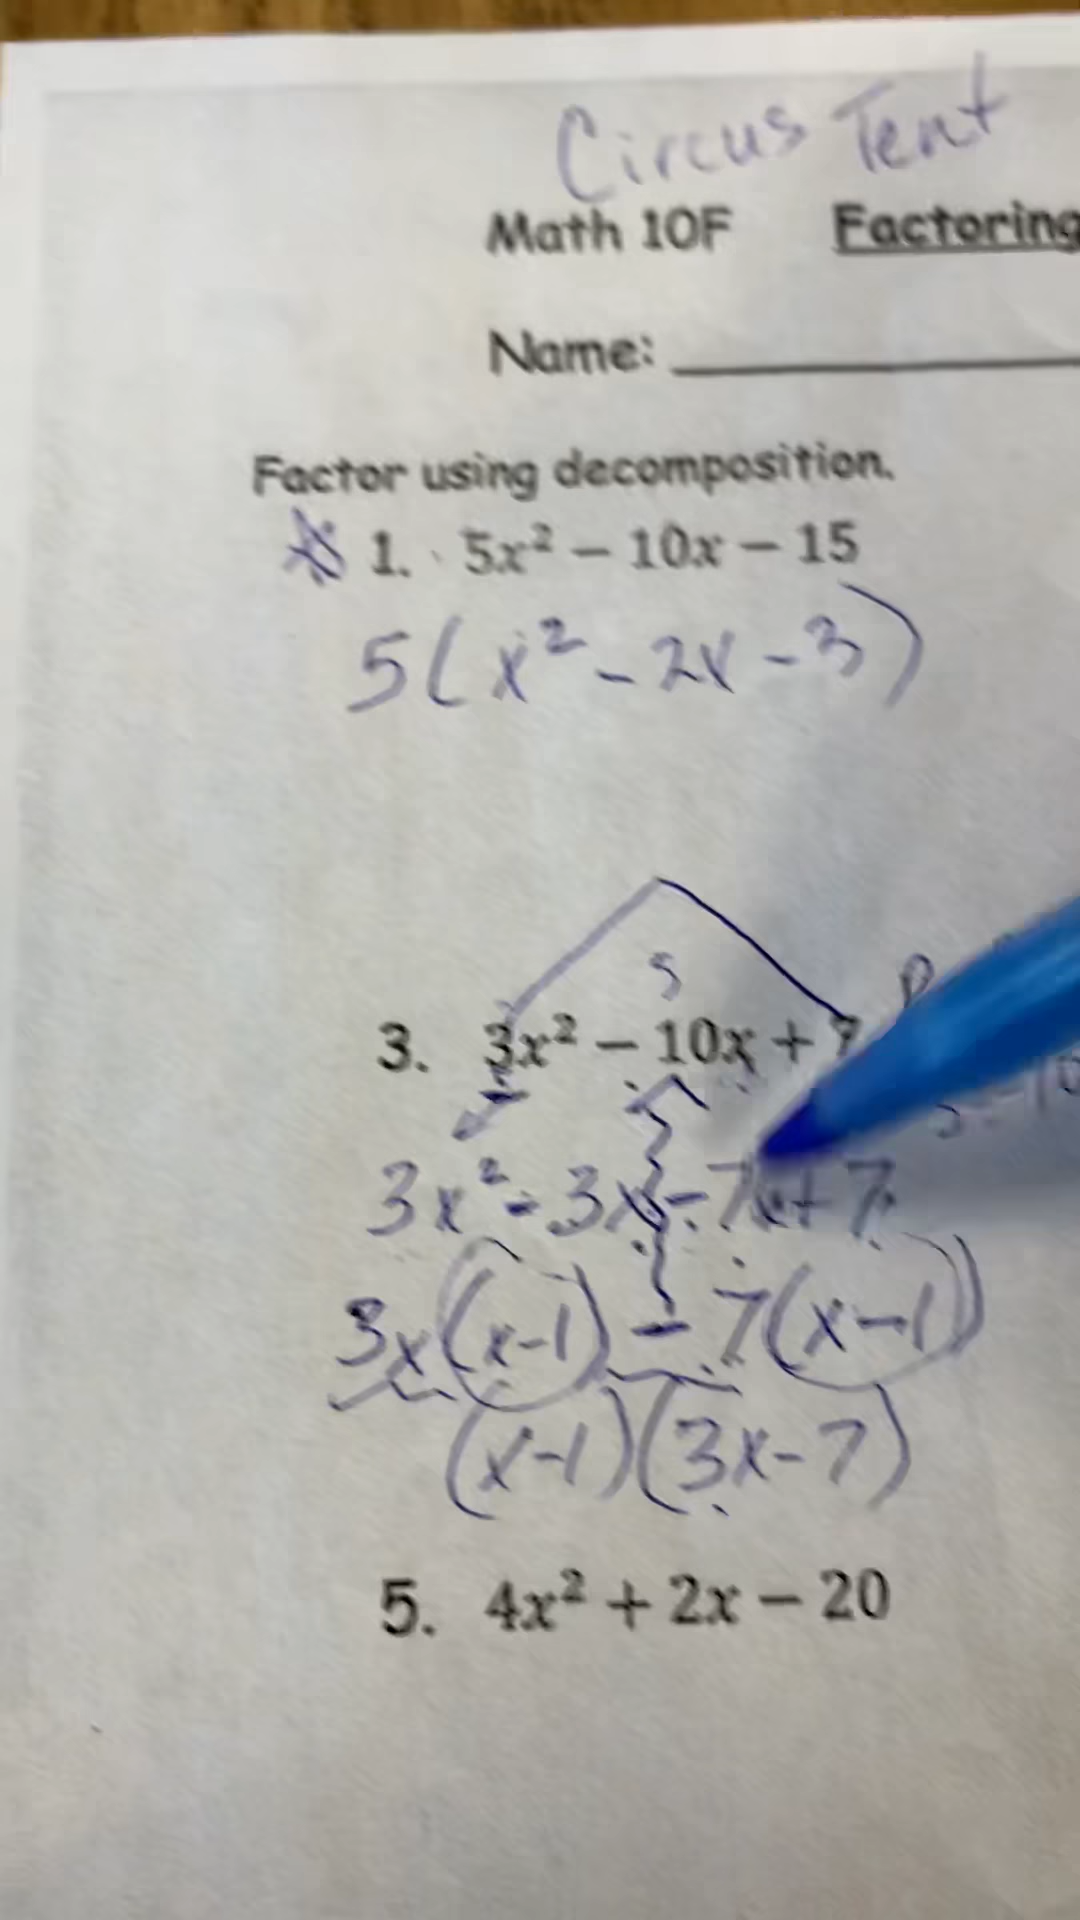 Circus Tent
Math 10F Factoring
Name:
Factor using decomposition.
1. 5x² − 10x − 15
5(x² - 2x - 3)
S
P
3. 3x² − 10x + 7
3x² - 3x - 7x + 7
3x(x-1) - 7(x-1)
(x-1)(3x-7)
5. 4x² + 2x − 20